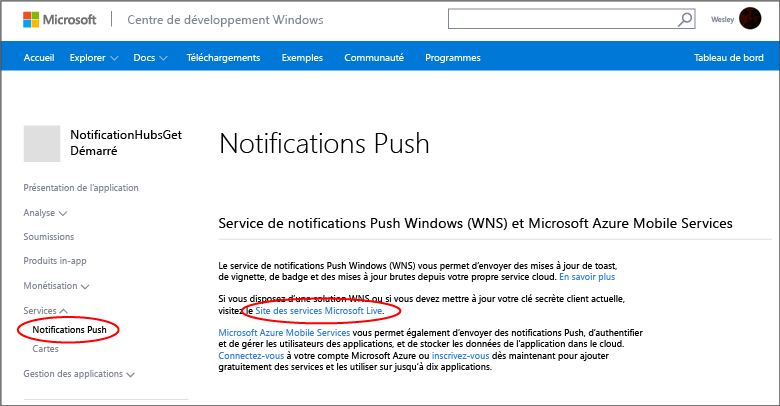 Microsoft
Centre de développement Windows
Wesley
Accueil Explorer Docs Téléchargements Exemples Communauté Programmes Tableau de bord
NotificationHubsGet
Démarré
Présentation de l'application
Analyse
Soumissions
Produits in-app
Monétisation
Services
Notifications Push
Cartes
Gestion des applications
Notifications Push
Service de notifications Push Windows (WNS) et Microsoft Azure Mobile Services
Le service de notifications Push Windows (WNS) vous permet d'envoyer des mises à jour de toast,
de vignette, de badge et des mises à jour brutes depuis votre propre service cloud. En savoir plus
Si vous disposez d'une solution WNS ou si vous devez mettre à jour votre clé secrète client actuelle,
visitez le Site des services Microsoft Live.
Microsoft Azure Mobile Services vous permet également d'envoyer des notifications Push, d'authentifier
et de gérer les utilisateurs des applications, et de stocker les données de l'application dans le cloud.
Connectez-vous à votre compte Microsoft Azure ou inscrivez-vous dès maintenant pour ajouter
gratuitement des services et les utiliser sur jusqu'à dix applications.